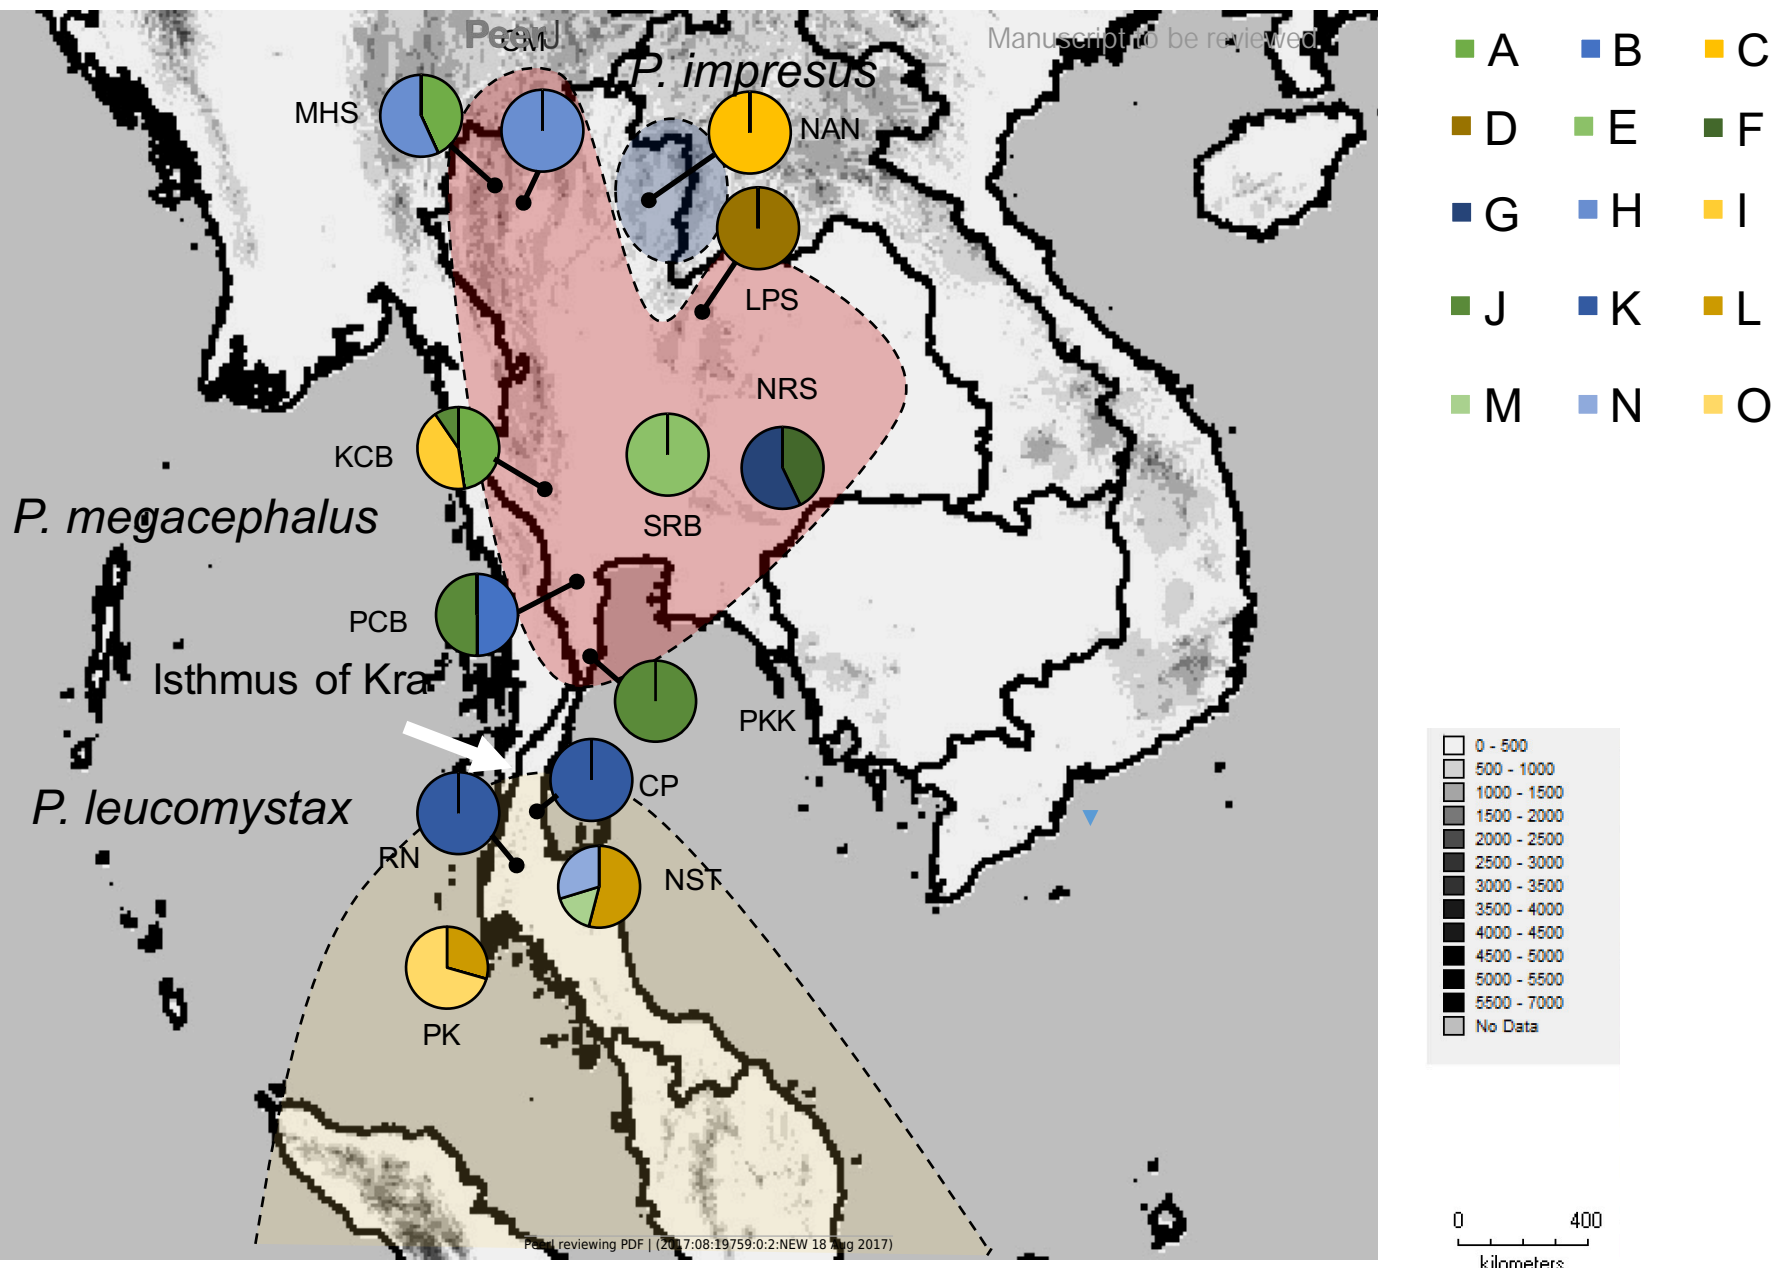 PeerJ
Manuscript to be reviewed
CMJ
P. impresus
MHS
NAN
LPS
NRS
KCB
P. megacephalus
SRB
PCB
Isthmus of Kra
PKK
CP
P. leucomystax
RN
NST
PK
PeerJ reviewing PDF | (2017:08:19759:0:2:NEW 18 Aug 2017)
A B C
D E F
G H I
J K L
M N O
0 - 500
500 - 1000
1000 - 1500
1500 - 2000
2000 - 2500
2500 - 3000
3000 - 3500
3500 - 4000
4000 - 4500
4500 - 5000
5000 - 5500
5500 - 7000
No Data
0 400
kilometers